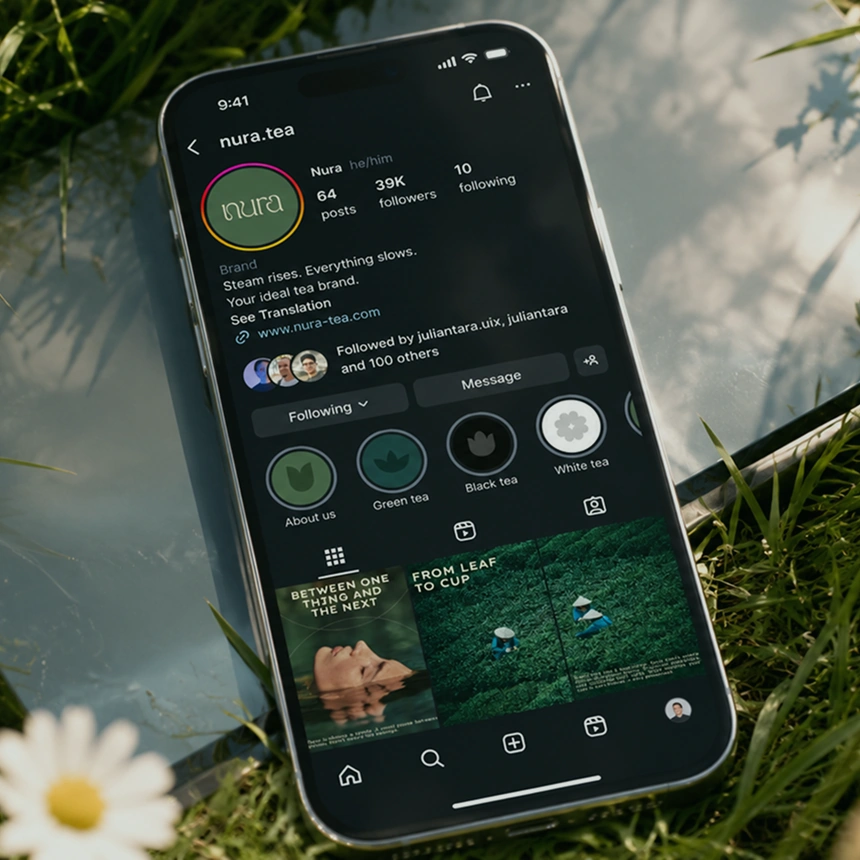 9:41
nura.tea
nura
Nura he/him
64 39K 10
posts followers following
Brand
Steam rises. Everything slows.
Your ideal tea brand.
See Translation
www.nura-tea.com
Followed by juliantara.uix, juliantara
and 100 others
Following Message
About us Green tea Black tea White tea
BETWEEN ONE
THING AND
THE NEXT
FROM LEAF
TO CUP